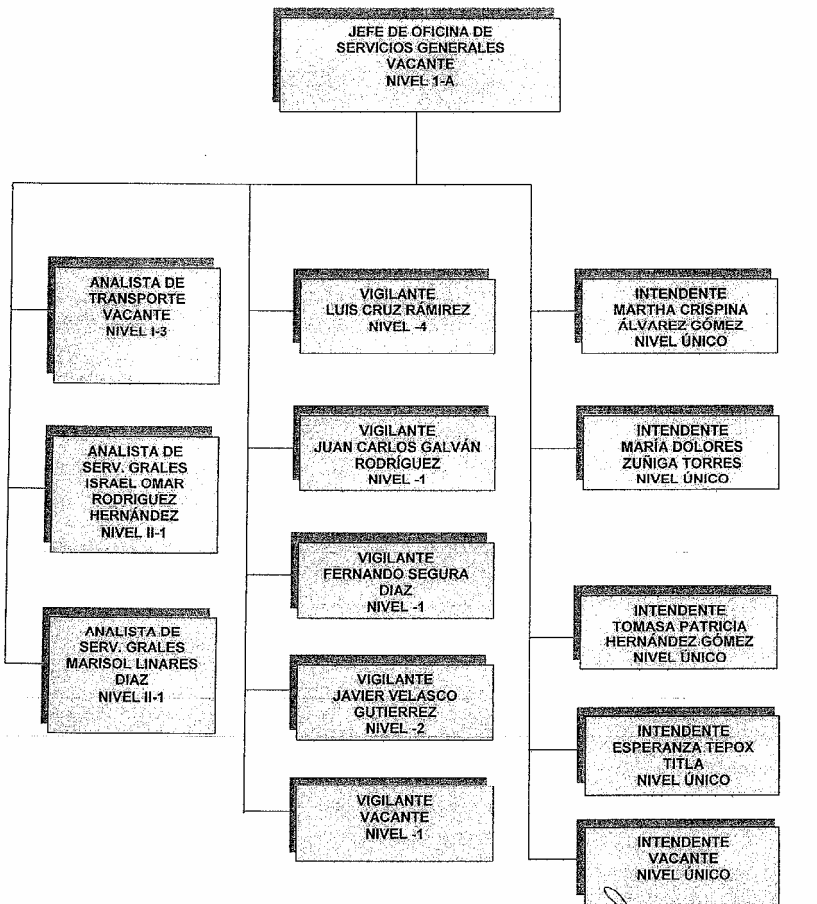 JEFE DE OFICINA DE
SERVICIOS GENERALES
VACANTE
NIVEL 1-A
ANALISTA DE
TRANSPORTE
VACANTE
NIVEL I-3
ANALISTA DE
SERV. GRALES
ISRAEL OMAR
RODRIGUEZ
HERNÁNDEZ
NIVEL II-1
ANALISTA DE
SERV. GRALES
MARISOL LINARES
DIAZ
NIVEL II-1
VIGILANTE
LUIS CRUZ RÁMIREZ
NIVEL -4
VIGILANTE
JUAN CARLOS GALVÁN
RODRÍGUEZ
NIVEL -1
VIGILANTE
FERNANDO SEGURA
DIAZ
NIVEL -1
VIGILANTE
JAVIER VELASCO
GUTIERREZ
NIVEL -2
VIGILANTE
VACANTE
NIVEL -1
INTENDENTE
MARTHA CRISPINA
ÁLVAREZ GÓMEZ
NIVEL ÚNICO
INTENDENTE
MARÍA DOLORES
ZUÑIGA TORRES
NIVEL ÚNICO
INTENDENTE
TOMASA PATRICIA
HERNÁNDEZ GÓMEZ
NIVEL ÚNICO
INTENDENTE
ESPERANZA TEPOX
TITLA
NIVEL ÚNICO
INTENDENTE
VACANTE
NIVEL ÚNICO